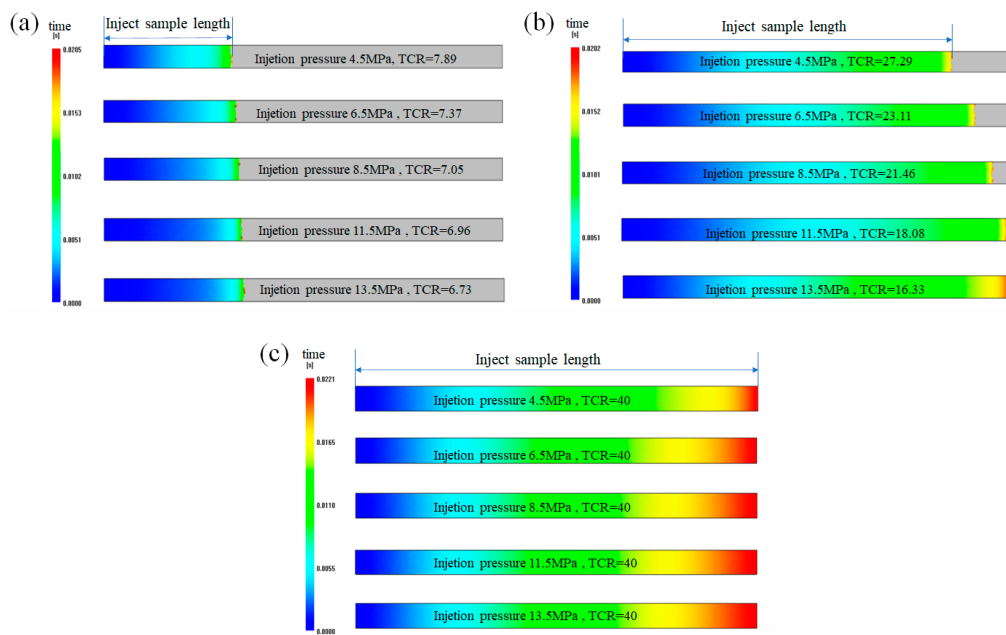 (a)
time
[s]
0.0205
0.0153
0.0102
0.0051
0.0000
Inject sample length
Injetion pressure 4.5MPa, TCR=7.89
Injetion pressure 6.5MPa , TCR=7.37
Injetion pressure 8.5MPa , TCR=7.05
Injetion pressure 11.5MPa , TCR=6.96
Injetion pressure 13.5MPa , TCR=6.73
(b)
time
[s]
0.0202
0.0152
0.0101
0.0051
0.0000
Inject sample length
Injetion pressure 4.5MPa , TCR=27.29
Injetion pressure 6.5MPa , TCR=23.11
Injetion pressure 8.5MPa , TCR=21.46
Injetion pressure 11.5MPa , TCR=18.08
Injetion pressure 13.5MPa , TCR=16.33
(c)
time
[s]
0.0221
0.0165
0.0110
0.0055
0.0000
Inject sample length
Injetion pressure 4.5MPa , TCR=40
Injetion pressure 6.5MPa , TCR=40
Injetion pressure 8.5MPa , TCR=40
Injetion pressure 11.5MPa , TCR=40
Injetion pressure 13.5MPa , TCR=40